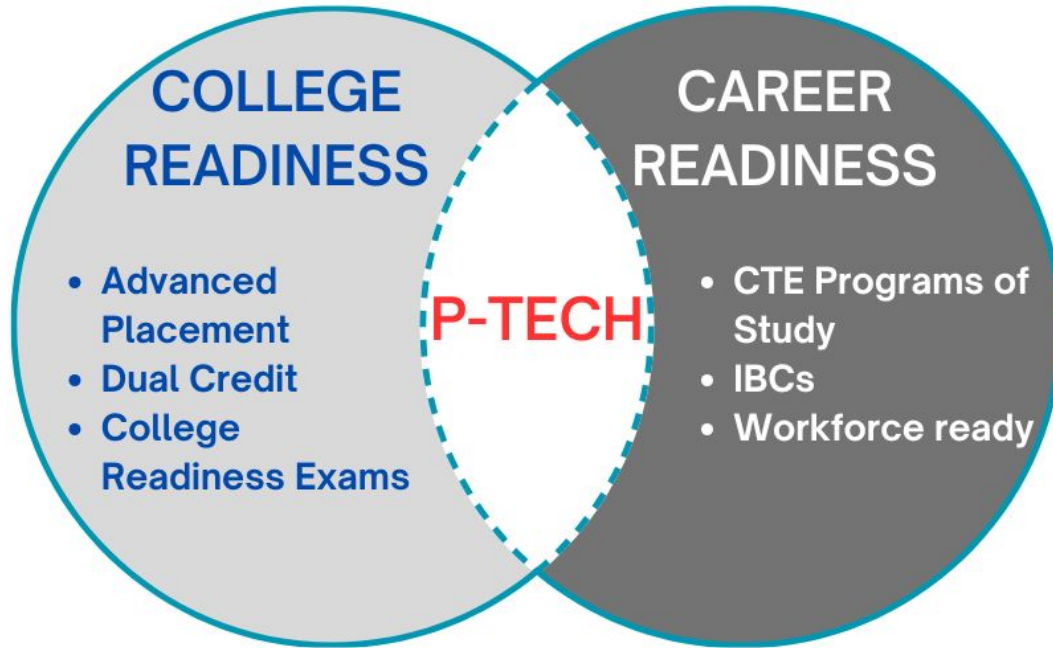 COLLEGE
READINESS
• Advanced
Placement
• Dual Credit
• College
Readiness Exams
P-TECH
CAREER
READINESS
• CTE Programs of
Study
• IBCs
• Workforce ready